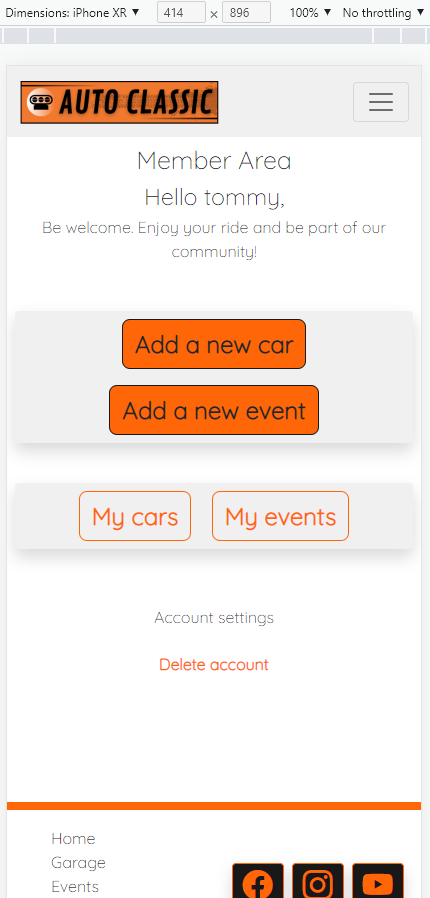 Dimensions: iPhone XR ▼ 414 × 896 100% ▼ No throttling ▼
AUTO CLASSIC
Member Area
Hello tommy,
Be welcome. Enjoy your ride and be part of our
community!
Add a new car
Add a new event
My cars My events
Account settings
Delete account
Home
Garage
Events